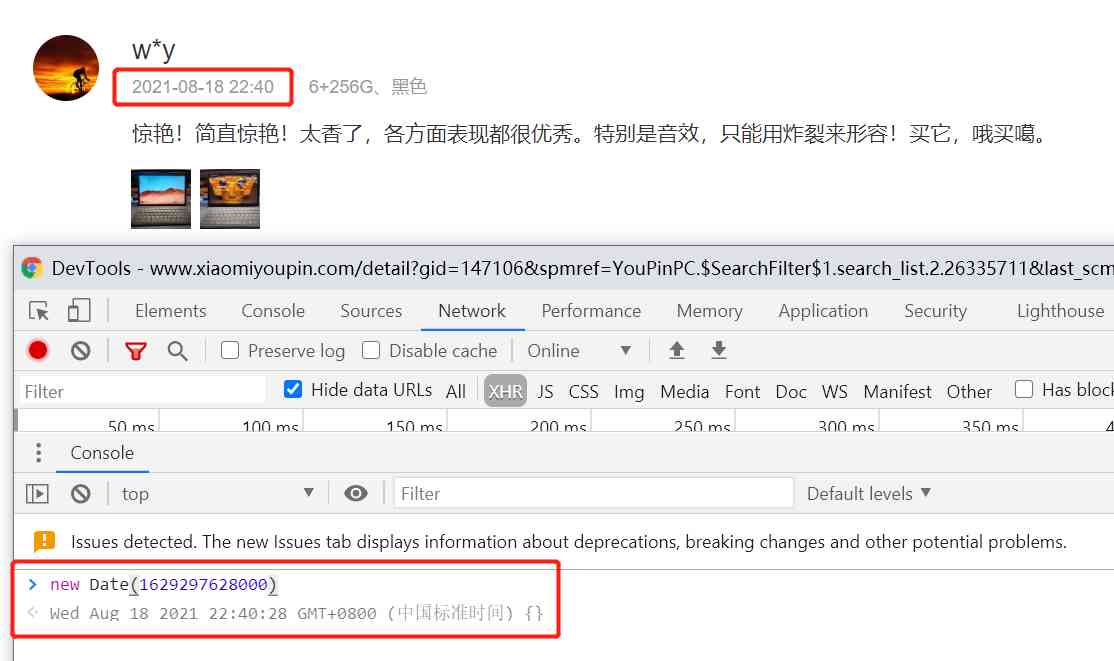 w*y
2021-08-18 22:40 6+256G、黑色
惊艳！简直惊艳！太香了，各方面表现都很优秀。特别是音效，只能用炸裂来形容！买它，哦买噶。
DevTools - www.xiaomiyoupin.com/detail?gid=147106&spmref=YouPinPC.$SearchFilter$1.search_list.2.26335711&last_scm
Elements Console Sources Network Performance Memory Application Security Lighthouse
Preserve log Disable cache Online
Filter Hide data URLs All XHR JS CSS Img Media Font Doc WS Manifest Other Has block
50 ms 100 ms 150 ms 200 ms 250 ms 300 ms 350 ms 4
Console
top Filter Default levels
Issues detected. The new Issues tab displays information about deprecations, breaking changes and other potential problems.
> new Date(1629297628000)
Wed Aug 18 2021 22:40:28 GMT+0800 (中国标准时间) {}